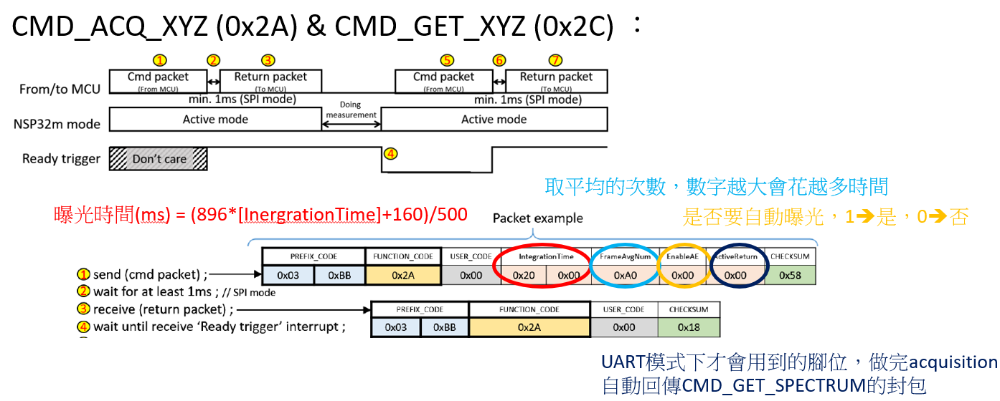 CMD_ACQ_XYZ (0x2A) & CMD_GET_XYZ (0x2C) ：
1 2 3 5 6 7
Cmd packet Return packet Cmd packet Return packet
From/to MCU (From MCU) (To MCU) (From MCU) (To MCU)
min. 1ms (SPI mode) min. 1ms (SPI mode)
Doing
NSP32m mode Active mode measurement Active mode
Ready trigger Don't care 4
取平均的次數，數字越大會花越多時間
曝光時間(ms) = (896*[InergrationTime]+160)/500
Packet example
是否要自動曝光，1➔是，0➔否
PREFIX_CODE FUNCTION_CODE USER_CODE IntegrationTime FrameAvgNum EnableAE ActiveReturn CHECKSUM
1 send (cmd packet) ; 0x03 0xBB 0x2A 0x00 0x20 0x00 0xA0 0x00 0x00 0x58
2 wait for at least 1ms ; // SPI mode
3 receive (return packet) ; PREFIX_CODE FUNCTION_CODE USER_CODE CHECKSUM
4 wait until receive ‘Ready trigger’ interrupt ; 0x03 0xBB 0x2A 0x00 0x18
UART模式下才會用到的腳位，做完acquisition
自動回傳CMD_GET_SPECTRUM的封包